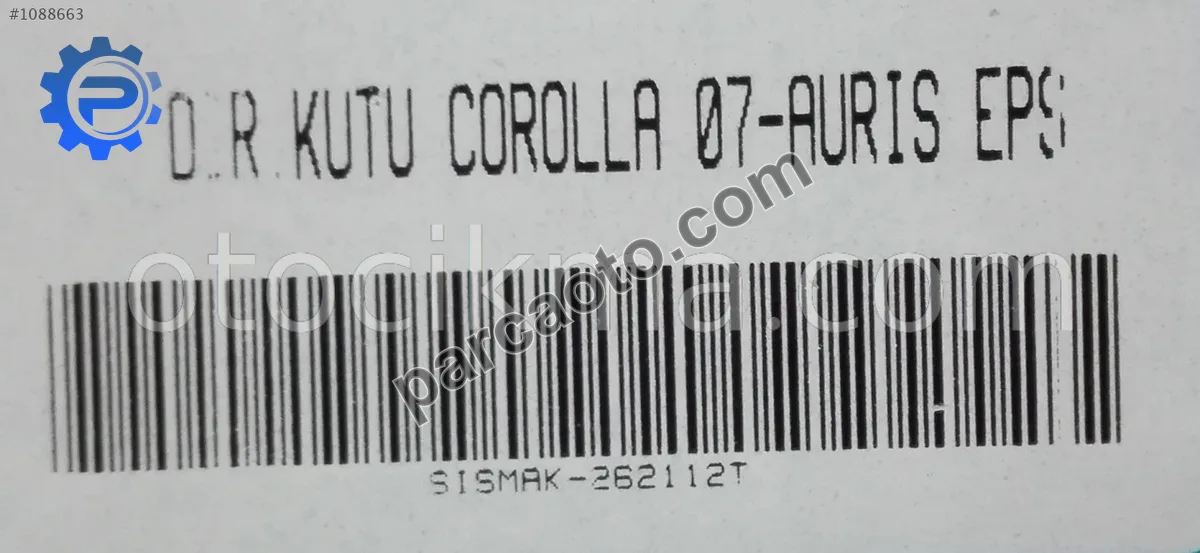 #1088663
D.R.KUTU COROLLA 07-AURIS EPS
otocikma.com
parcaoto.com
SISMAK-262112T